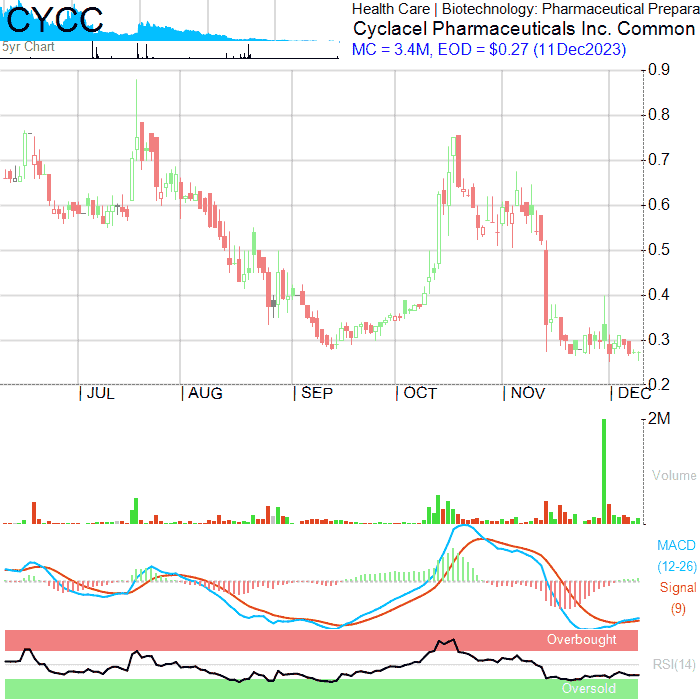 CYCC
5yr Chart
Health Care | Biotechnology: Pharmaceutical Prepara
Cyclacel Pharmaceuticals Inc. Common
MC = 3.4M, EOD = $0.27 (11Dec2023)
0.9
0.8
0.7
0.6
0.5
0.4
0.3
0.2
JUL AUG SEP OCT NOV DEC
2M
Volume
MACD
(12-26)
Signal
(9)
Overbought
RSI(14)
Oversold